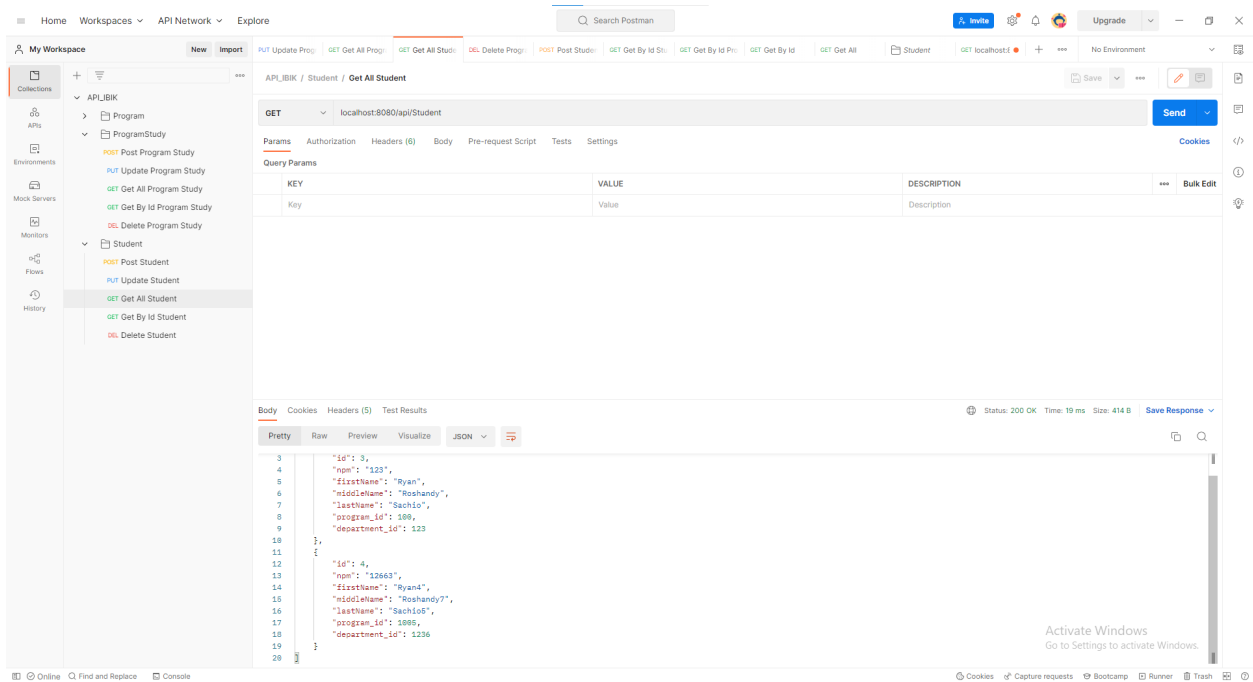 Home Workspaces API Network Explore
Search Postman
Invite
Upgrade
My Workspace
New Import
PUT Update Prog
GET Get All Progr
GET Get All Stude
DEL Delete Progr
POST Post Studen
GET Get By Id Stu
GET Get By Id Pro
GET Get By Id
GET Get All
Student
GET localhost:8
No Environment
Collections
APIs
Environments
Mock Servers
Monitors
Flows
History
API_IBIK
Program
ProgramStudy
POST Post Program Study
PUT Update Program Study
GET Get All Program Study
GET Get By Id Program Study
DEL Delete Program Study
Student
POST Post Student
PUT Update Student
GET Get All Student
GET Get By Id Student
DEL Delete Student
API_IBIK / Student / Get All Student
Save
GET localhost:8080/api/Student
Send
Params Authorization Headers (6) Body Pre-request Script Tests Settings
Cookies
Query Params
KEY VALUE DESCRIPTION
Bulk Edit
Key Value Description
Body Cookies Headers (5) Test Results
Status: 200 OK Time: 19 ms Size: 414 B Save Response
Pretty Raw Preview Visualize JSON
3 "id": 3,
4 "npm": "123",
5 "firstName": "Ryan",
6 "middleName": "Roshandy",
7 "lastName": "Sachio",
8 "program_id": 100,
9 "department_id": 123
10 },
11 {
12 "id": 4,
13 "npm": "12663",
14 "firstName": "Ryan4",
15 "middleName": "Roshandy7",
16 "lastName": "Sachio5",
17 "program_id": 1005,
18 "department_id": 1236
19 }
20 ]
Activate Windows
Go to Settings to activate Windows.
Online Find and Replace Console
Cookies Capture requests Bootcamp Runner Trash